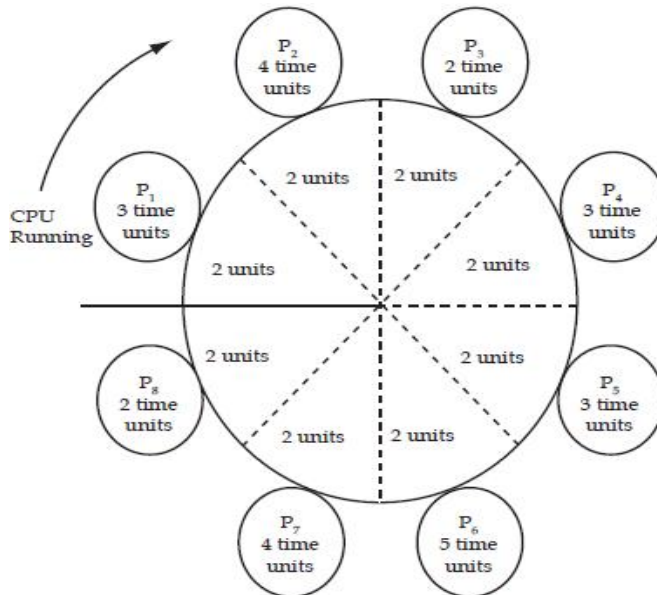 P₂
4 time
units
P₃
2 time
units
P₁
3 time
units
P₄
3 time
units
CPU
Running
2 units
2 units
2 units
2 units
2 units
2 units
2 units
2 units
P₈
2 time
units
P₅
3 time
units
P₇
4 time
units
P₆
5 time
units